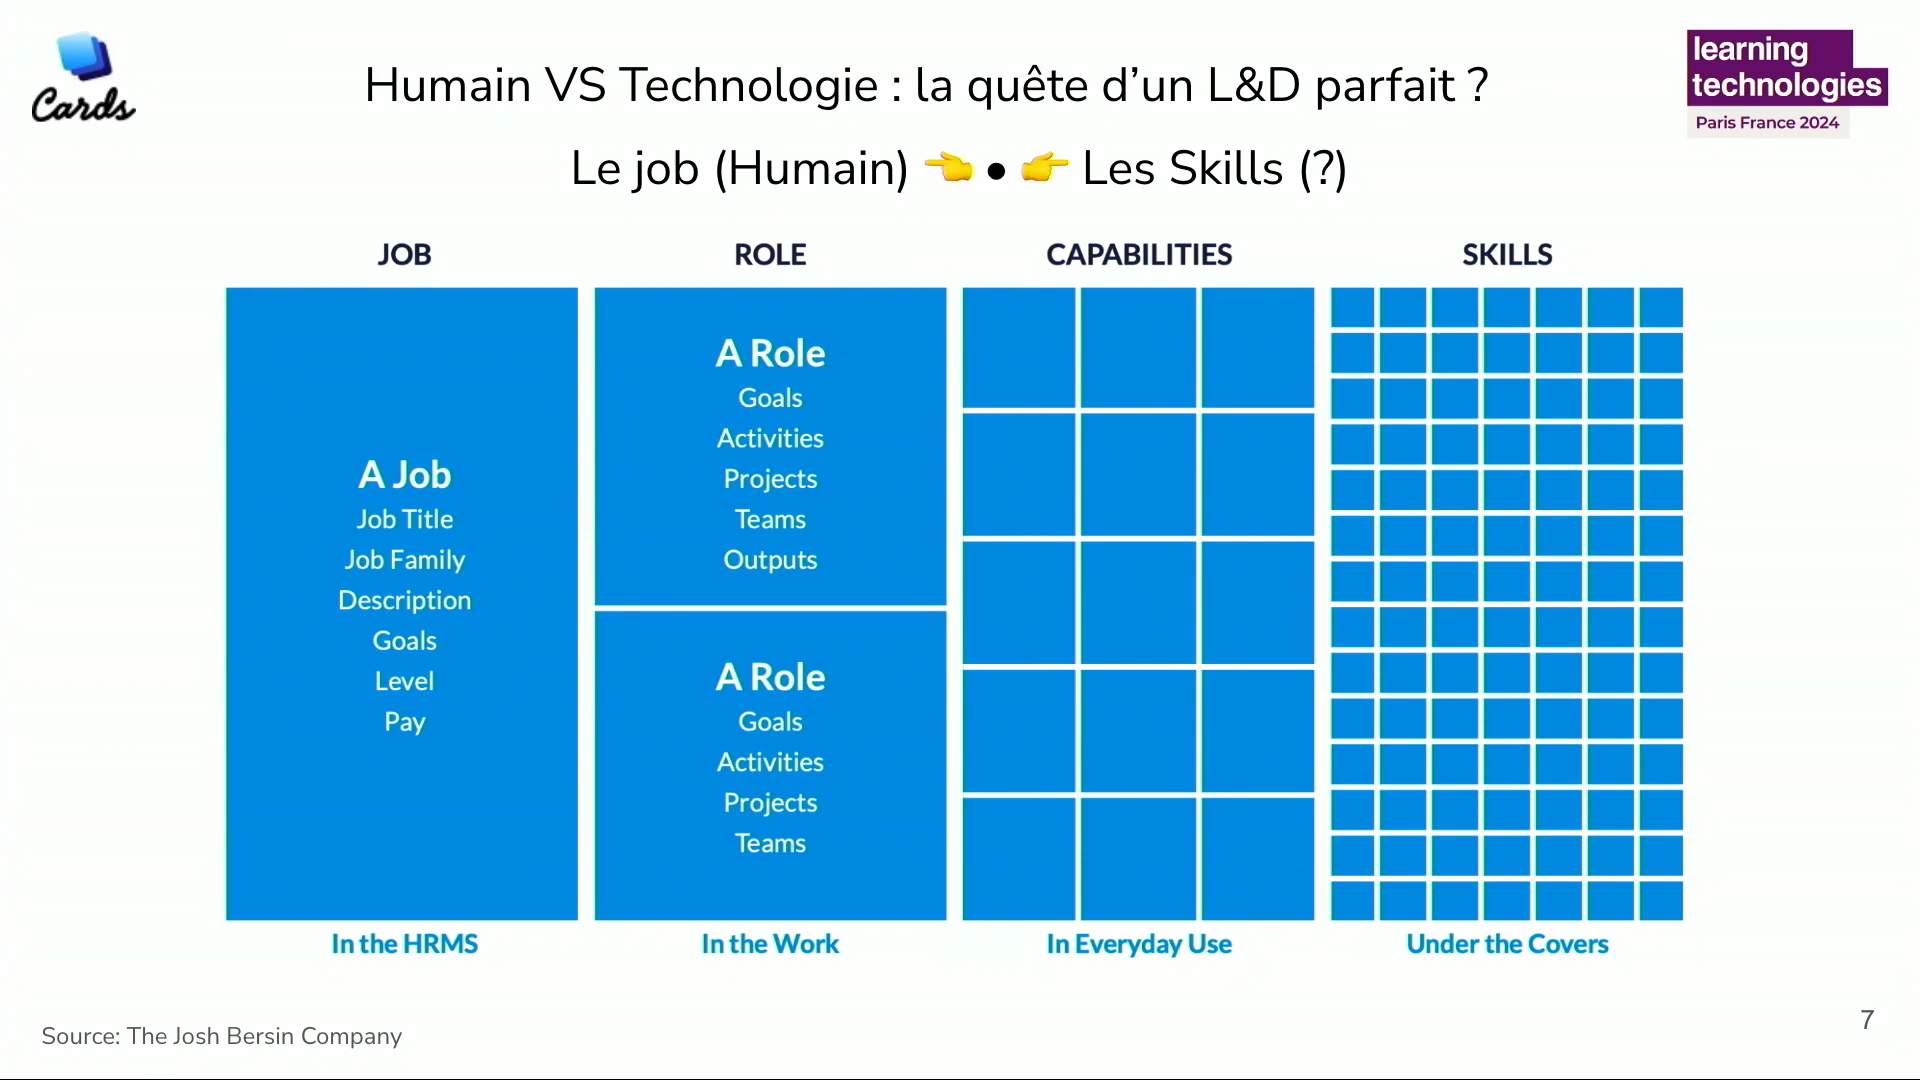 Cards
Humain VS Technologie : la quête d’un L&D parfait ?
learning
technologies
Paris France 2024
Le job (Humain) 👈 • 👉 Les Skills (?)
JOB
ROLE
CAPABILITIES
SKILLS
A Job
Job Title
Job Family
Description
Goals
Level
Pay
A Role
Goals
Activities
Projects
Teams
Outputs
A Role
Goals
Activities
Projects
Teams
In the HRMS
In the Work
In Everyday Use
Under the Covers
Source: The Josh Bersin Company
7